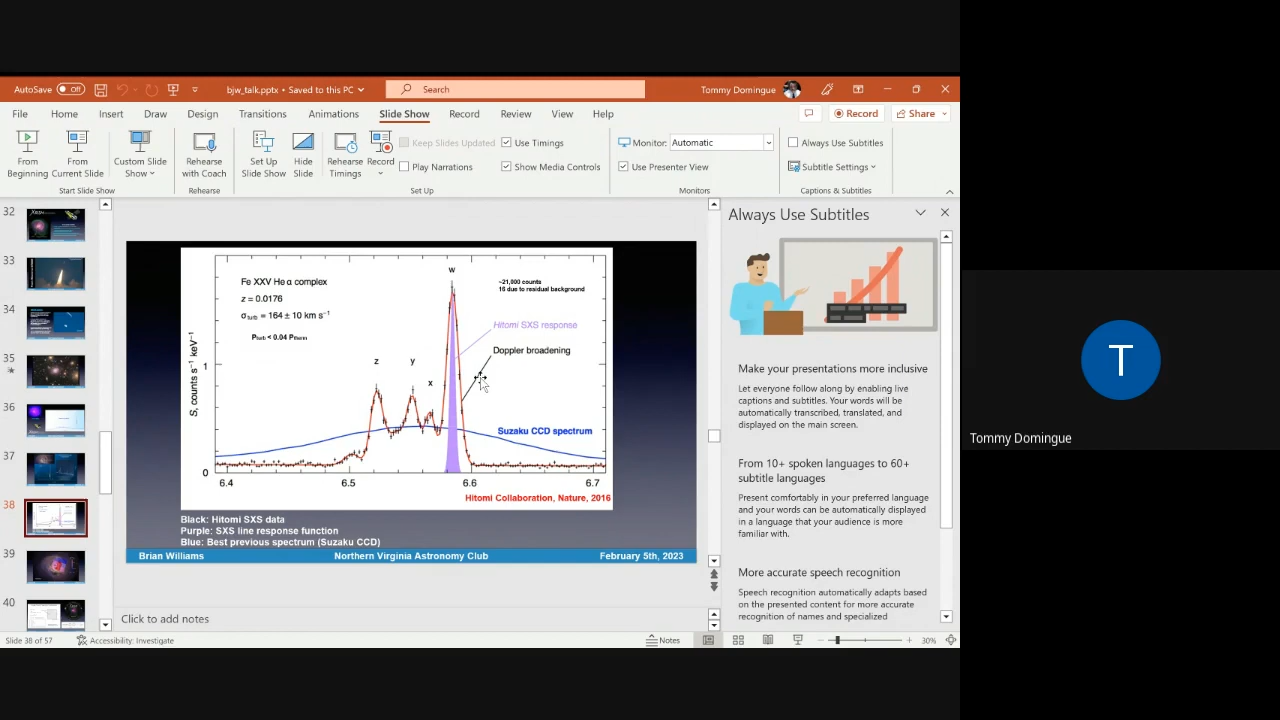 AutoSave Off bjw_talk.pptx • Saved to this PC Search Tommy Domingue
File Home Insert Draw Design Transitions Animations Slide Show Record Review View Help Record Share
From Beginning
From Current Slide
Custom Slide Show
Start Slide Show
Rehearse with Coach
Rehearse
Set Up Slide Show
Hide Slide
Rehearse Timings
Record
Keep Slides Updated
Play Narrations
Use Timings
Show Media Controls
Set Up
Monitor: Automatic
Use Presenter View
Monitors
Always Use Subtitles
Subtitle Settings
Captions & Subtitles
32
33
34
35
36
37
38
39
40
Fe XXV He α complex
z = 0.0176
σturb = 164 ± 10 km s⁻¹
Pturb < 0.04 Ptherm
w
~21,000 counts
16 due to residual background
Hitomi SXS response
Doppler broadening
z
y
x
Suzaku CCD spectrum
S, counts s⁻¹ keV⁻¹
1
0
6.4 6.5 6.6 6.7
Hitomi Collaboration, Nature, 2016
Black: Hitomi SXS data
Purple: SXS line response function
Blue: Best previous spectrum (Suzaku CCD)
Brian Williams Northern Virginia Astronomy Club February 5th, 2023
Click to add notes
Always Use Subtitles
Make your presentations more inclusive
Let everyone follow along by enabling live
captions and subtitles. Your words will be
automatically transcribed, translated, and
displayed on the main screen.
From 10+ spoken languages to 60+
subtitle languages
Present comfortably in your preferred language
and your words can be automatically displayed
in a language that your audience is more
familiar with.
More accurate speech recognition
Speech recognition automatically adapts based
on the presented content for more accurate
recognition of names and specialized
Slide 38 of 57 Accessibility: Investigate Notes 30%
T
Tommy Domingue